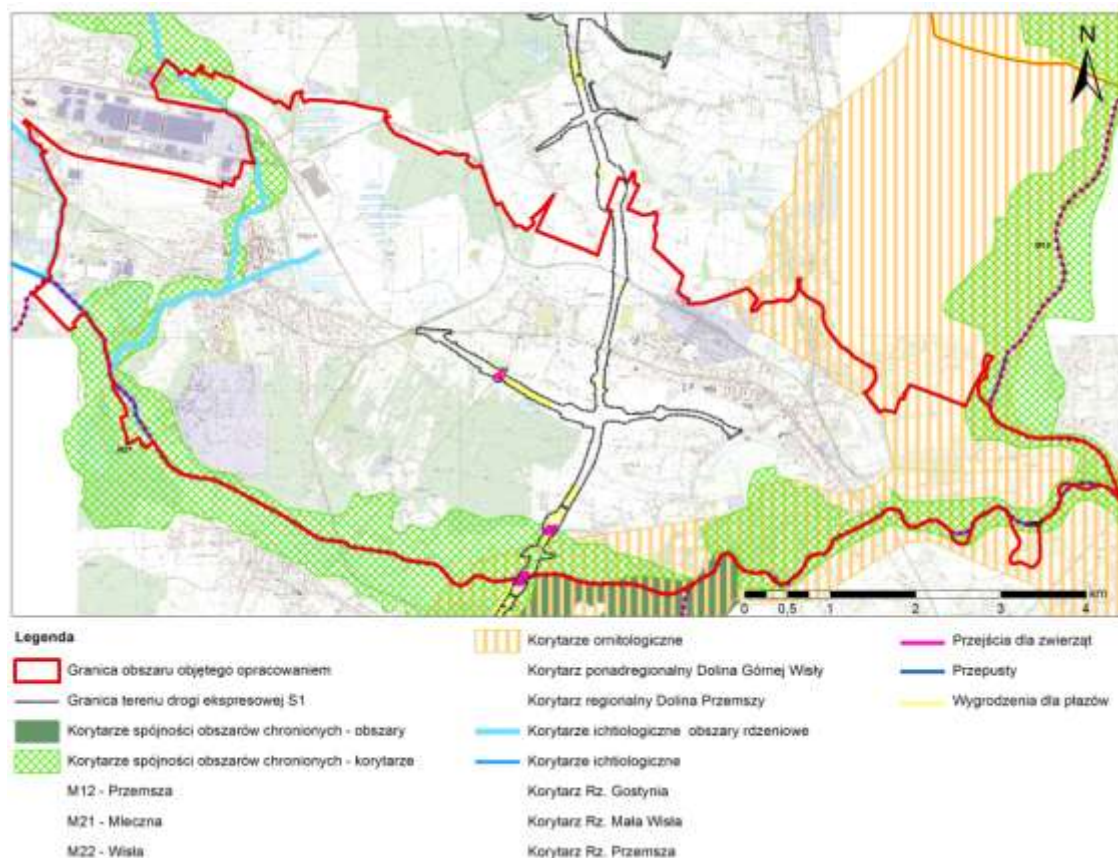 N
M12
km
0 0,5 1 2 3 4
Legenda
Granica obszaru objętego opracowaniem
Granica terenu drogi ekspresowej S1
Korytarze spójności obszarów chronionych - obszary
Korytarze spójności obszarów chronionych - korytarze
M12 - Przemsza
M21 - Mleczna
M22 - Wisła
Korytarze ornitologiczne
Korytarz ponadregionalny Dolina Górnej Wisły
Korytarz regionalny Dolina Przemszy
Korytarze ichtiologiczne obszary rdzeniowe
Korytarze ichtiologiczne
Korytarz Rz. Gostynia
Korytarz Rz. Mała Wisła
Korytarz Rz. Przemsza
Przejścia dla zwierząt
Przepusty
Wygrodzenia dla płazów